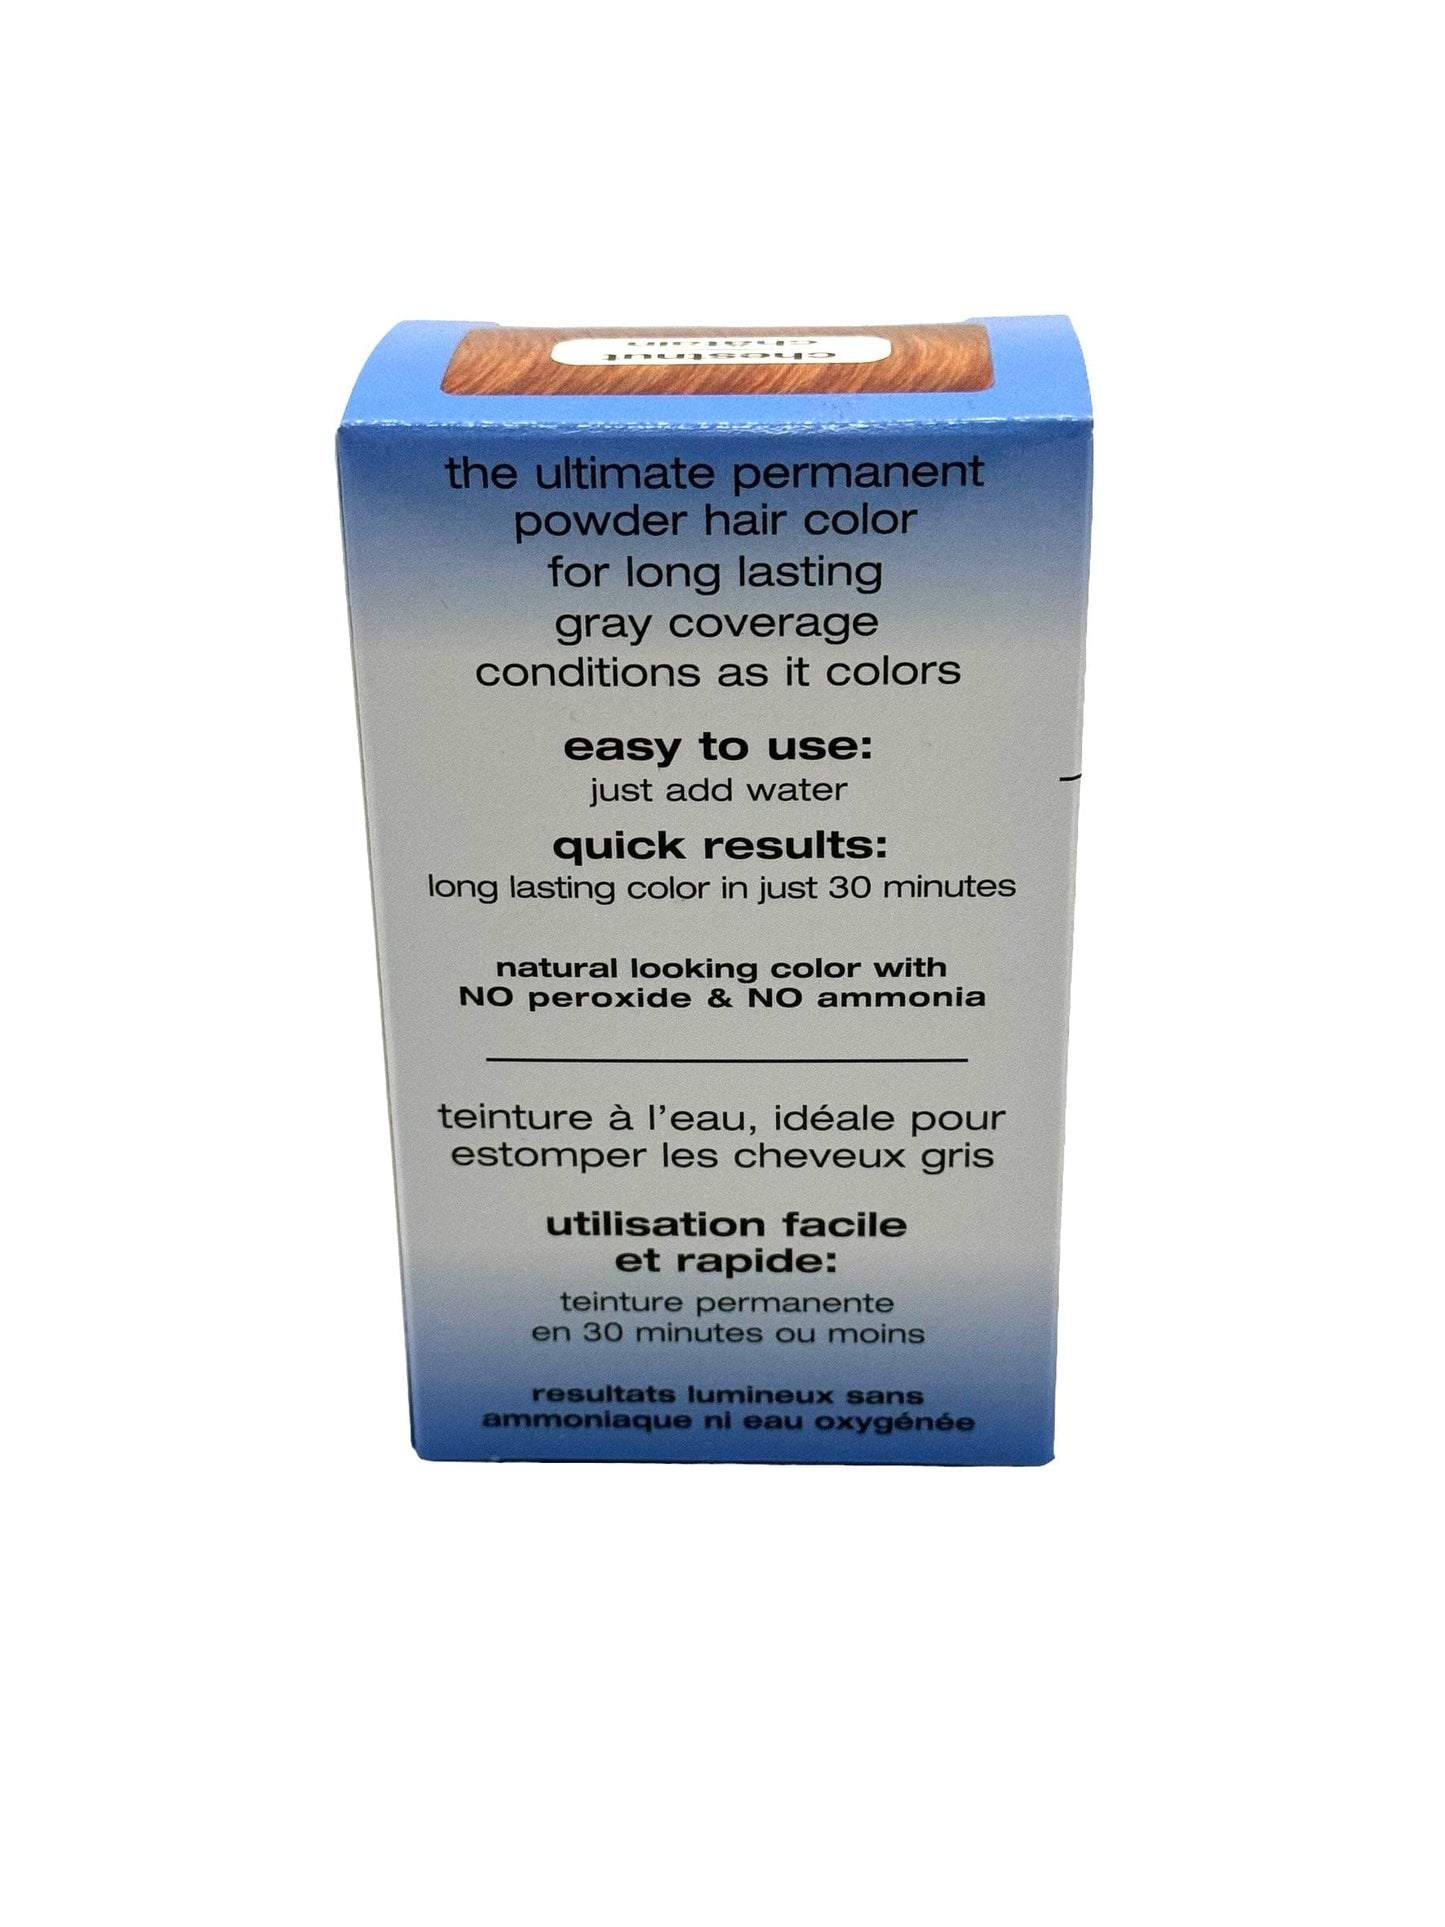 chestnut
châtain
the ultimate permanent
powder hair color
for long lasting
gray coverage
conditions as it colors
easy to use:
just add water
quick results:
long lasting color in just 30 minutes
natural looking color with
NO peroxide & NO ammonia
teinture à l'eau, idéale pour
estomper les cheveux gris
utilisation facile
et rapide:
teinture permanente
en 30 minutes ou moins
resultats lumineux sans
ammoniaque ni eau oxygénée